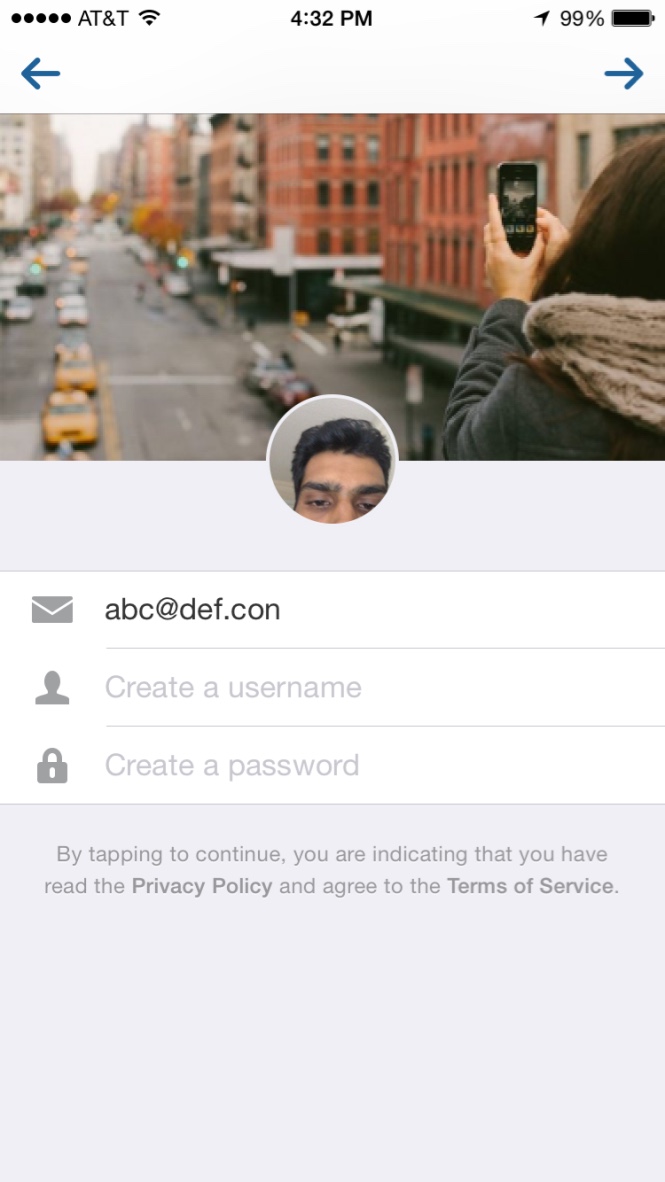 ●●●●● AT&T 4:32 PM 99%
abc@def.con
Create a username
Create a password
By tapping to continue, you are indicating that you have
read the Privacy Policy and agree to the Terms of Service.